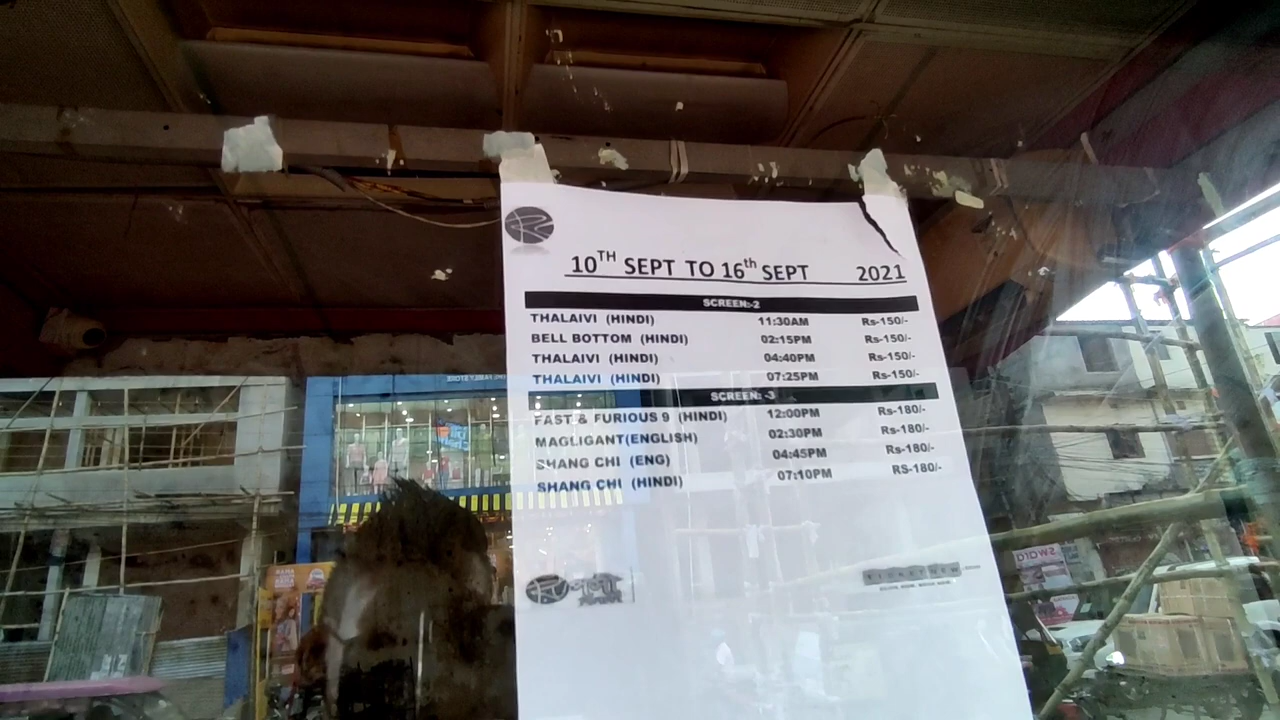 10TH SEPT TO 16th SEPT 2021
SCREEN:-2
THALAIVI (HINDI) 11:30AM Rs-150/-
BELL BOTTOM (HINDI) 02:15PM Rs-150/-
THALAIVI (HINDI) 04:40PM Rs-150/-
THALAIVI (HINDI) 07:25PM Rs-150/-
SCREEN: -3
FAST & FURIOUS 9 (HINDI) 12:00PM Rs-180/-
MAGLIGANT(ENGLISH) 02:30PM Rs-180/-
SHANG CHI (ENG) 04:45PM Rs-180/-
SHANG CHI (HINDI) 07:10PM RS-180/-